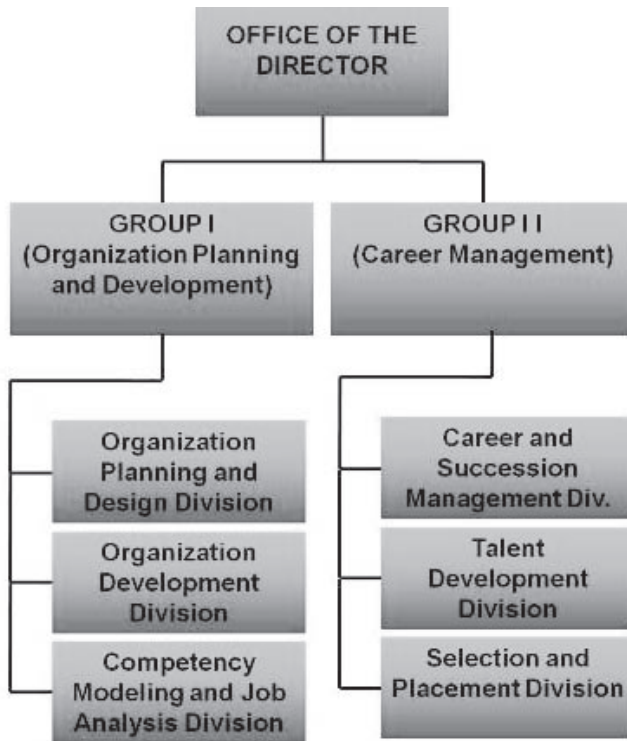 OFFICE OF THE
DIRECTOR
GROUP I
(Organization Planning
and Development)
GROUP I I
(Career Management)
Organization
Planning and
Design Division
Organization
Development
Division
Competency
Modeling and Job
Analysis Division
Career and
Succession
Management Div.
Talent
Development
Division
Selection and
Placement Division